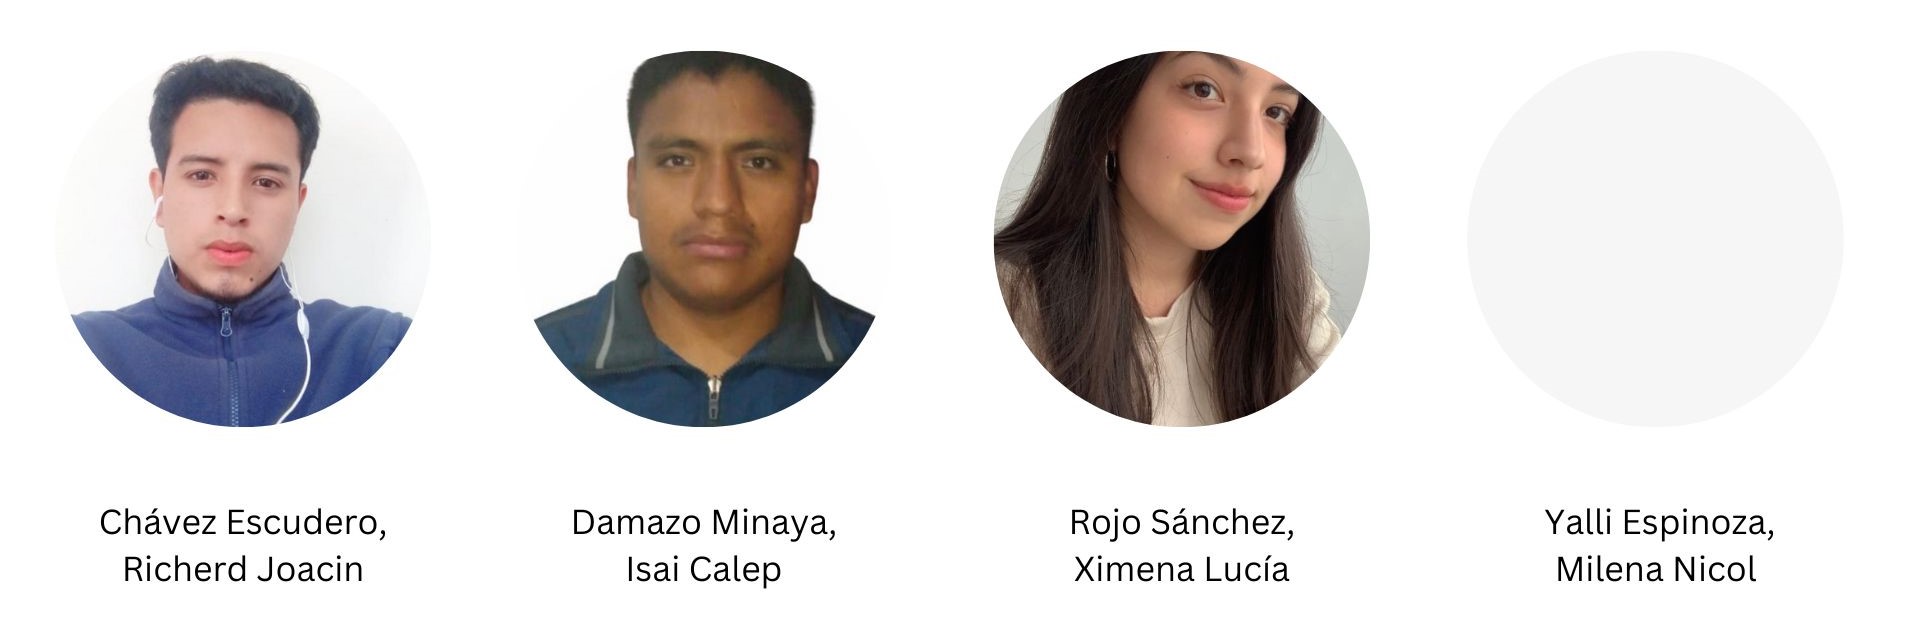 Chávez Escudero,
Richerd Joacin
Damazo Minaya,
Isai Calep
Rojo Sánchez,
Ximena Lucía
Yalli Espinoza,
Milena Nicol